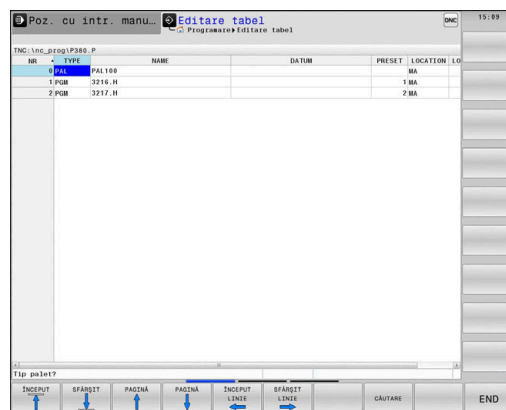 Poz. cu intr. manu… Editare tabel DNC 15:09
Programare Editare tabel
TNC:\nc_prog\P380.P
NR TYPE NAME DATUM PRESET LOCATION LO
0 PAL PAL100 MA
1 PGM 3216.H 1 MA
2 PGM 3217.H 2 MA
Tip palet?
ÎNCEPUT SFÂRŞIT PAGINĂ PAGINĂ ÎNCEPUT LINIE SFÂRŞIT LINIE CĂUTARE END